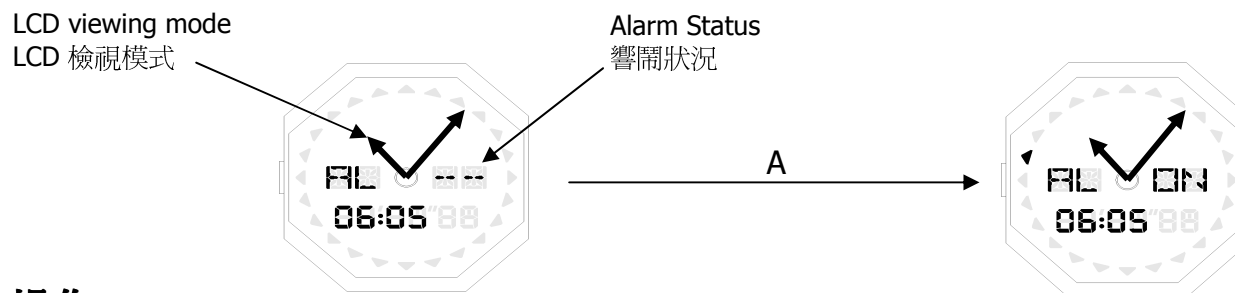 LCD viewing mode
LCD 檢視模式
Alarm Status
響鬧狀況
AL --
06:05
A
AL ON
06:05